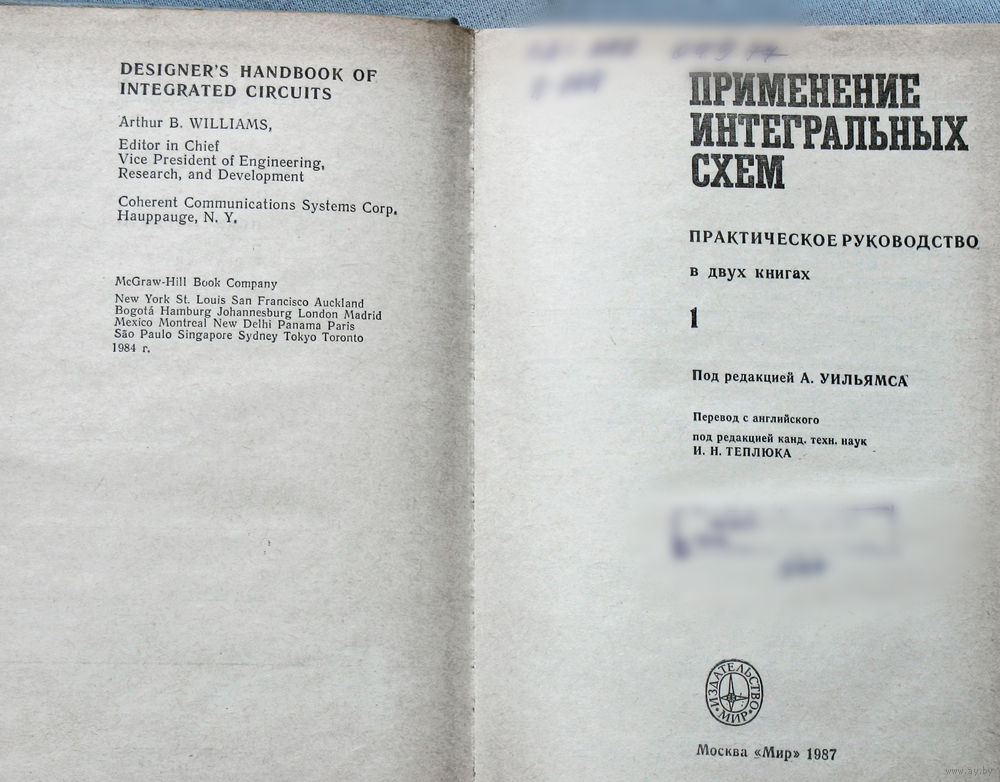 DESIGNER'S HANDBOOK OF
INTEGRATED CIRCUITS
Arthur B. WILLIAMS,
Editor in Chief
Vice President of Engineering,
Research, and Development
Coherent Communications Systems Corp.
Hauppauge, N. Y.
McGraw-Hill Book Company
New York St. Louis San Francisco Auckland
Bogotá Hamburg Johannesburg London Madrid
Mexico Montreal New Delhi Panama Paris
São Paulo Singapore Sydney Tokyo Toronto
1984 г.
ПРИМЕНЕНИЕ
ИНТЕГРАЛЬНЫХ
СХЕМ
ПРАКТИЧЕСКОЕ РУКОВОДСТВО
в двух книгах
1
Под редакцией А. УИЛЬЯМСА
Перевод с английского
под редакцией канд. техн. наук
И. Н. ТЕПЛЮКА
ИЗДАТЕЛЬСТВО
МИР
Москва «Мир» 1987
www.ay.by